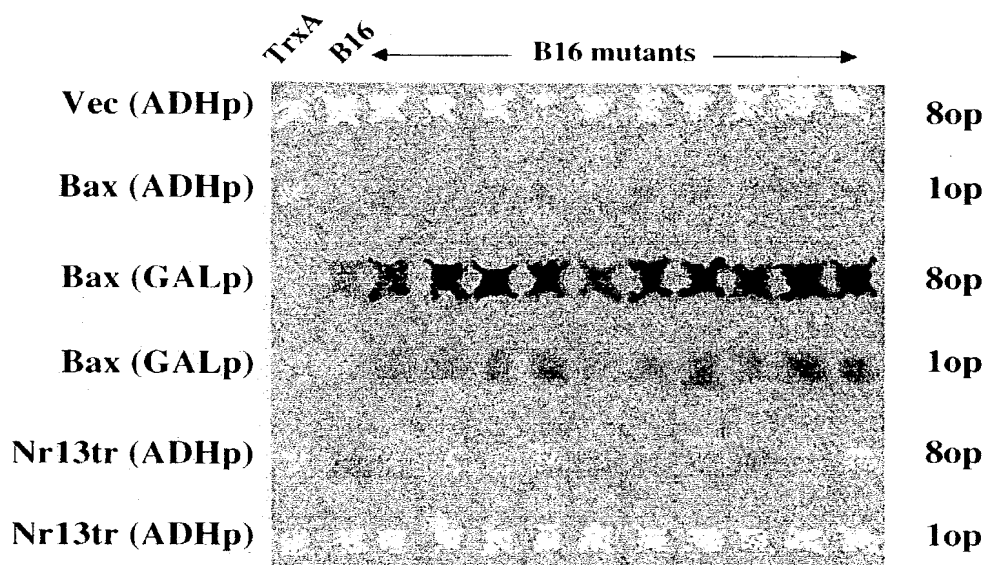 TrxA B16 B16 mutants
Vec (ADHp) 8op
Bax (ADHp) 1op
Bax (GALp) 8op
Bax (GALp) 1op
Nr13tr (ADHp) 8op
Nr13tr (ADHp) 1op